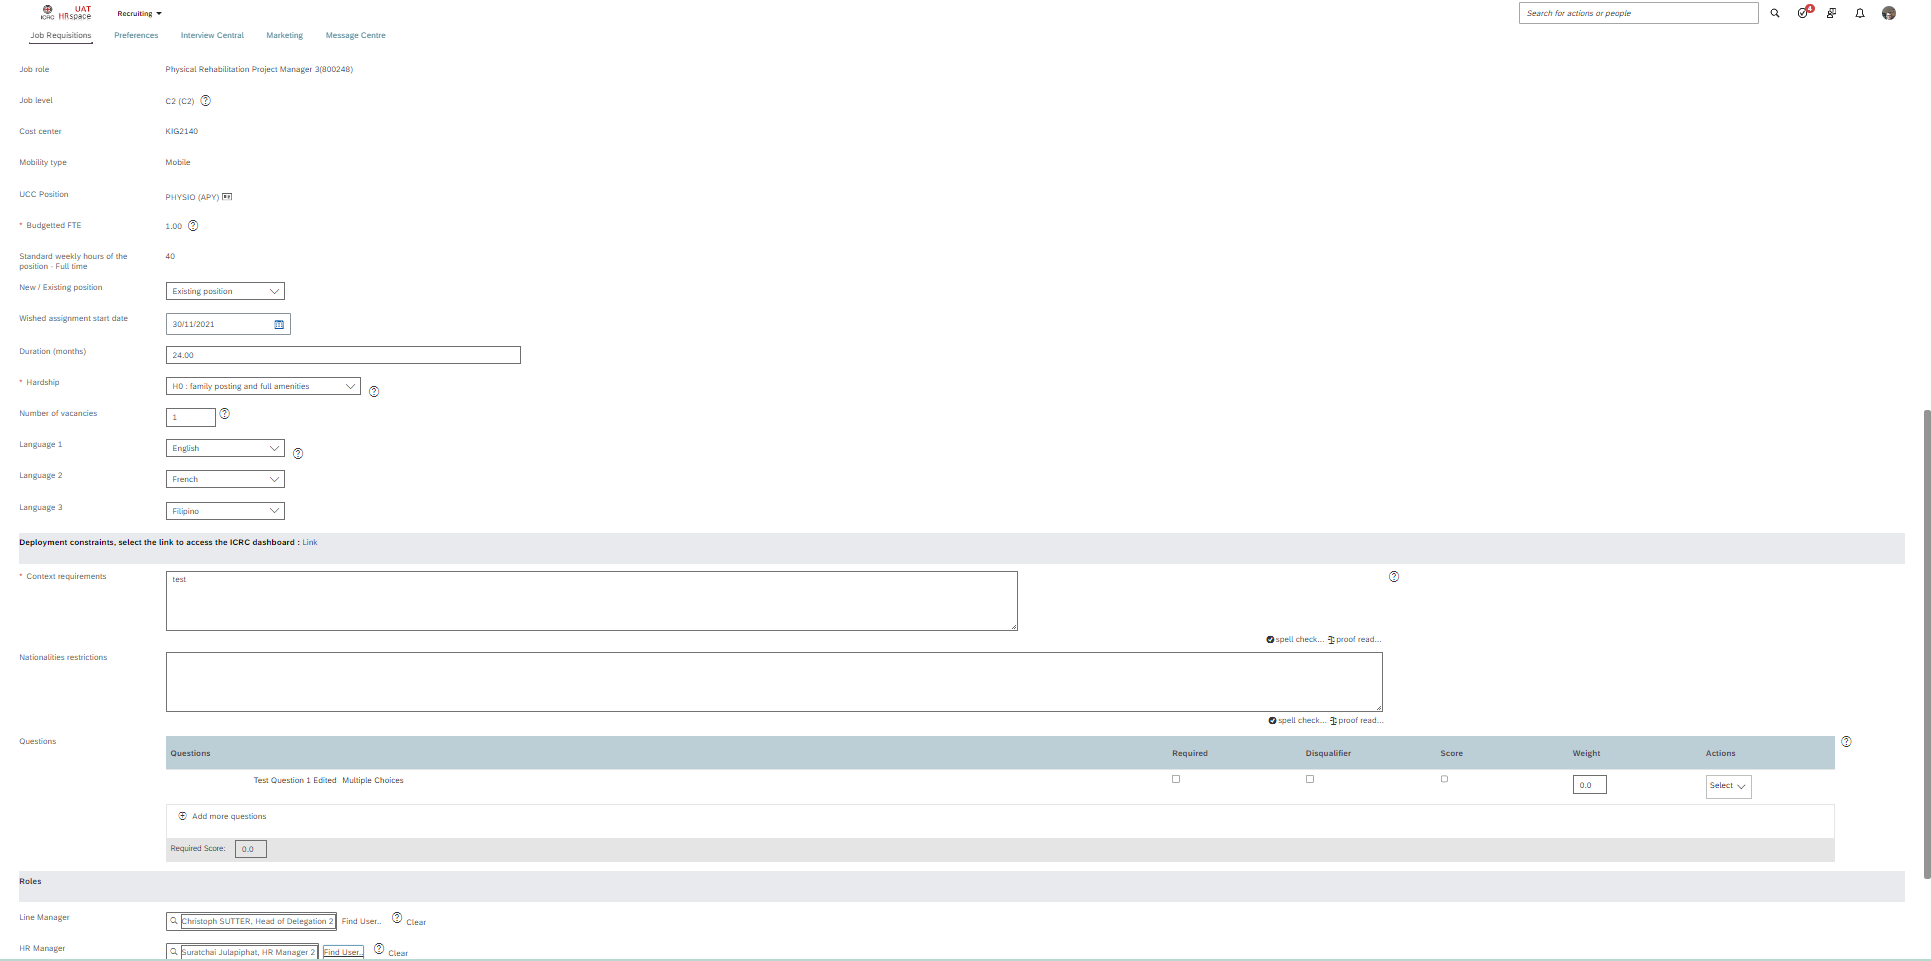 ICRC UAT HRspace
Recruiting
Search for actions or people
4
Job Requisitions Preferences Interview Central Marketing Message Centre
Job role Physical Rehabilitation Project Manager 3(800248)
Job level C2 (C2) ?
Cost center KIG2140
Mobility type Mobile
UCC Position PHYSIO (APY)
* Budgetted FTE 1.00 ?
Standard weekly hours of the 40
position - Full time
New / Existing position Existing position
Wished assignment start date 30/11/2021
Duration (months) 24.00
* Hardship H0 : family posting and full amenities ?
Number of vacancies 1 ?
Language 1 English ?
Language 2 French
Language 3 Filipino
Deployment constraints, select the link to access the ICRC dashboard : Link
* Context requirements test ?
spell check... proof read...
Nationalities restrictions
spell check... proof read...
Questions ?
Questions Required Disqualifier Score Weight Actions
Test Question 1 Edited Multiple Choices 0.0 Select
Add more questions
Required Score: 0.0
Roles
Line Manager Christoph SUTTER, Head of Delegation 2 Find User.. ? Clear
HR Manager Suratchai Julapiphat, HR Manager 2 Find User.. ? Clear